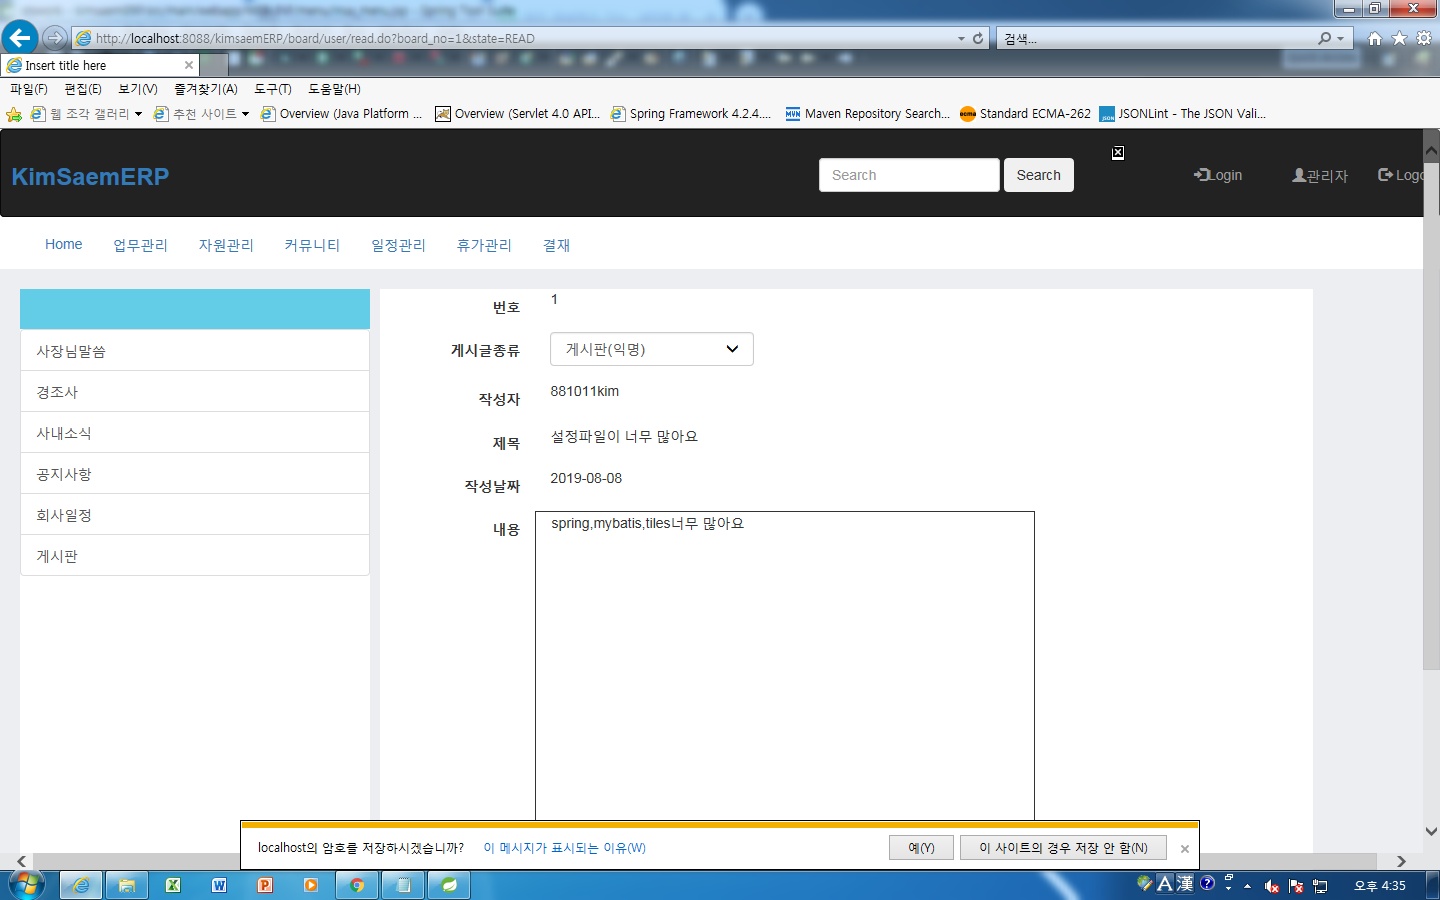 http://localhost:8088/kimsaemERP/board/user/read.do?board_no=1&state=READ
검색...
Insert title here
파일(F) 편집(E) 보기(V) 즐겨찾기(A) 도구(T) 도움말(H)
웹 조각 갤러리 추천 사이트 Overview (Java Platform ... Overview (Servlet 4.0 API... Spring Framework 4.2.4.... Maven Repository Search... Standard ECMA-262 JSONLint - The JSON Vali...
KimSaemERP Search Search Login 관리자 Logo
Home 업무관리 자원관리 커뮤니티 일정관리 휴가관리 결재
사장님말씀
경조사
사내소식
공지사항
회사일정
게시판
번호 1
게시글종류 게시판(익명)
작성자 881011kim
제목 설정파일이 너무 많아요
작성날짜 2019-08-08
내용 spring,mybatis,tiles너무 많아요
localhost의 암호를 저장하시겠습니까? 이 메시지가 표시되는 이유(W) 예(Y) 이 사이트의 경우 저장 안 함(N)
A 漢 오후 4:35